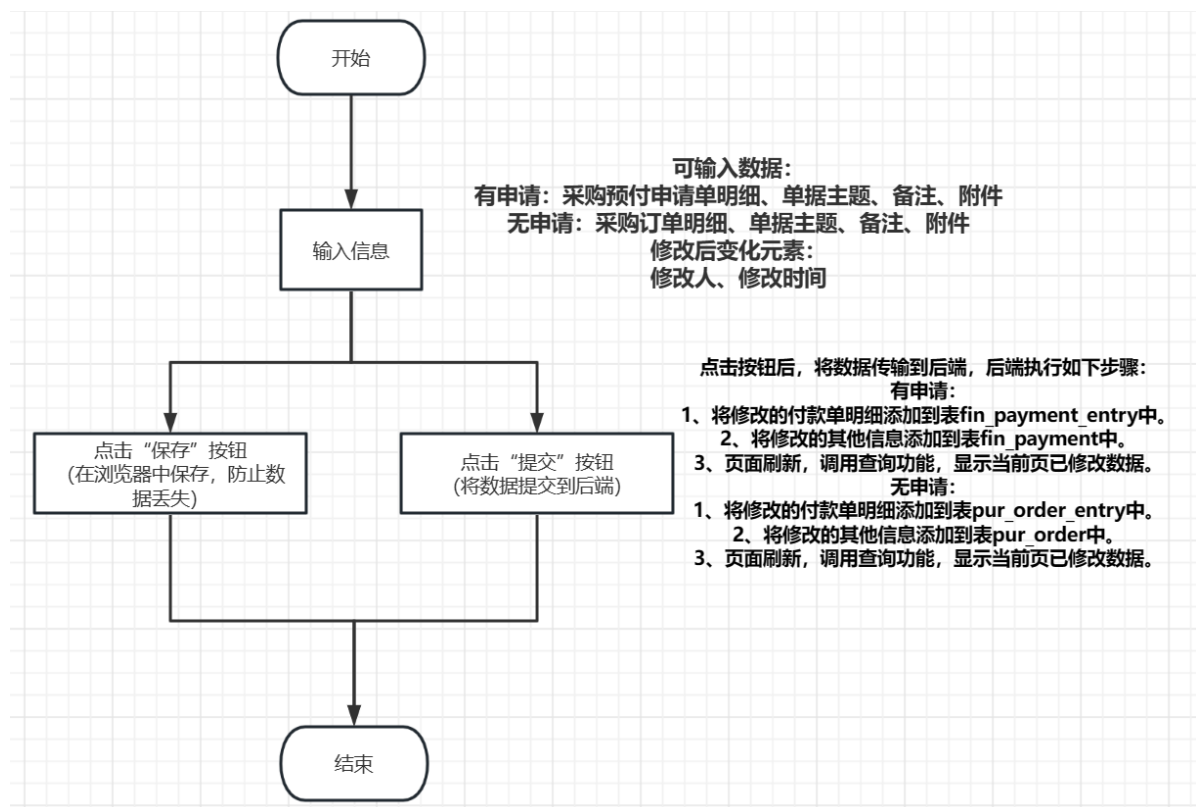 开始
可输入数据：
有申请：采购预付申请单明细、单据主题、备注、附件
无申请：采购订单明细、单据主题、备注、附件
修改后变化元素：
修改人、修改时间
输入信息
点击按钮后，将数据传输到后端，后端执行如下步骤：
有申请：
1、将修改的付款单明细添加到表fin_payment_entry中。
2、将修改的其他信息添加到表fin_payment中。
3、页面刷新，调用查询功能，显示当前页已修改数据。
无申请：
1、将修改的付款单明细添加到表pur_order_entry中。
2、将修改的其他信息添加到表pur_order中。
3、页面刷新，调用查询功能，显示当前页已修改数据。
点击“保存”按钮
(在浏览器中保存，防止数
据丢失)
点击“提交”按钮
(将数据提交到后端)
结束